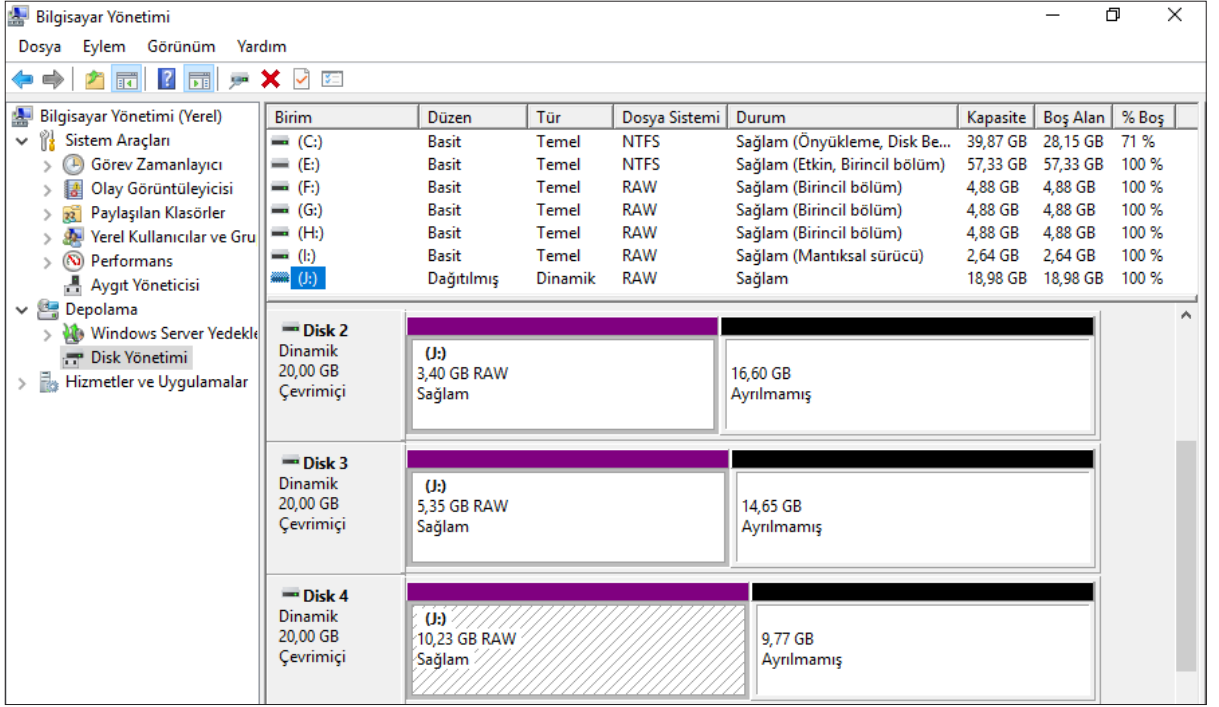 Bilgisayar Yönetimi
Dosya Eylem Görünüm Yardım
Bilgisayar Yönetimi (Yerel)
Sistem Araçları
Görev Zamanlayıcı
Olay Görüntüleyicisi
Paylaşılan Klasörler
Yerel Kullanıcılar ve Gru
Performans
Aygıt Yöneticisi
Depolama
Windows Server Yedekle
Disk Yönetimi
Hizmetler ve Uygulamalar
Birim Düzen Tür Dosya Sistemi Durum Kapasite Boş Alan % Boş
(C:) Basit Temel NTFS Sağlam (Önyükleme, Disk Be... 39,87 GB 28,15 GB 71 %
(E:) Basit Temel NTFS Sağlam (Etkin, Birincil bölüm) 57,33 GB 57,33 GB 100 %
(F:) Basit Temel RAW Sağlam (Birincil bölüm) 4,88 GB 4,88 GB 100 %
(G:) Basit Temel RAW Sağlam (Birincil bölüm) 4,88 GB 4,88 GB 100 %
(H:) Basit Temel RAW Sağlam (Birincil bölüm) 4,88 GB 4,88 GB 100 %
(I:) Basit Temel RAW Sağlam (Mantıksal sürücü) 2,64 GB 2,64 GB 100 %
(J:) Dağıtılmış Dinamik RAW Sağlam 18,98 GB 18,98 GB 100 %
Disk 2
Dinamik
20,00 GB
Çevrimiçi
(J:)
3,40 GB RAW
Sağlam
16,60 GB
Ayrılmamış
Disk 3
Dinamik
20,00 GB
Çevrimiçi
(J:)
5,35 GB RAW
Sağlam
14,65 GB
Ayrılmamış
Disk 4
Dinamik
20,00 GB
Çevrimiçi
(J:)
10,23 GB RAW
Sağlam
9,77 GB
Ayrılmamış